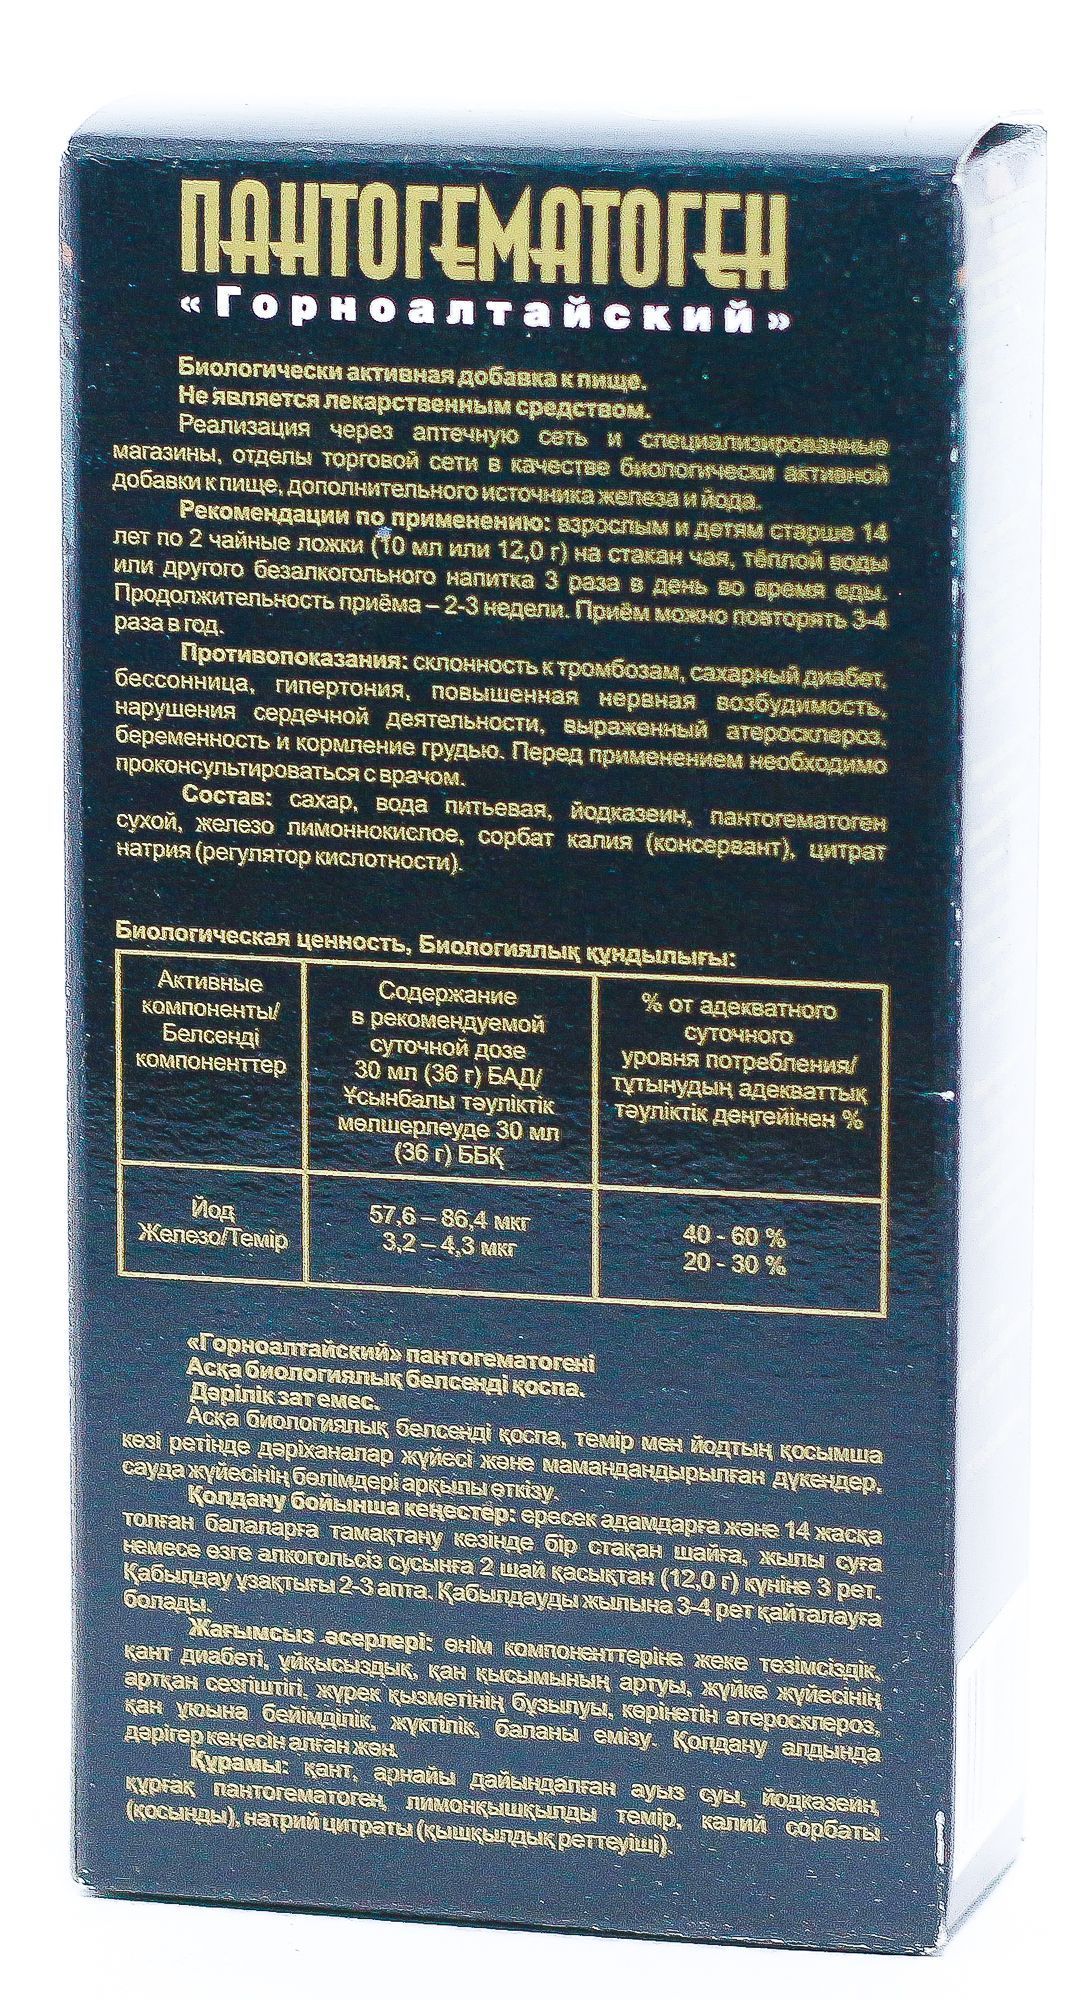 ПАНТОГЕМАТОГЕН
«Горноалтайский»
Биологически активная добавка к пище.
Не является лекарственным средством.
Реализация через аптечную сеть и специализированные
магазины, отделы торговой сети в качестве биологически активной
добавки к пище, дополнительного источника железа и йода.
Рекомендации по применению: взрослым и детям старше 14
лет по 2 чайные ложки (10 мл или 12,0 г) на стакан чая, тёплой воды
или другого безалкогольного напитка 3 раза в день во время еды.
Продолжительность приёма – 2-3 недели. Приём можно повторять 3-4
раза в год.
Противопоказания: склонность к тромбозам, сахарный диабет,
бессонница, гипертония, повышенная нервная возбудимость,
нарушения сердечной деятельности, выраженный атеросклероз,
беременность и кормление грудью. Перед применением необходимо
проконсультироваться с врачом.
Состав: сахар, вода питьевая, йодказеин, пантогематоген
сухой, железо лимоннокислое, сорбат калия (консервант), цитрат
натрия (регулятор кислотности).
Биологическая ценность, Биологиялық құндылығы:
Активные
компоненты/
Белсенді
компоненттер
Содержание
в рекомендуемой
суточной дозе
30 мл (36 г) БАД/
Ұсынбалы тәуліктік
мөлшерлеуде 30 мл
(36 г) ББҚ
% от адекватного
суточного
уровня потребления/
тұтынудың адекваттық
тәуліктік деңгейінен %
Йод
Железо/Темір
57,6 – 86,4 мкг
3,2 – 4,3 мкг
40 - 60 %
20 - 30 %
«Горноалтайский» пантогематогені
Асқа биологиялық белсенді қоспа.
Дәрілік зат емес.
Асқа биологиялық белсенді қоспа, темір мен йодтың қосымша
көзі ретінде дәріханалар жүйесі және мамандандырылған дүкендер,
сауда жүйесінің бөлімдері арқылы өткізу.
Қолдану бойынша кеңестер: ересек адамдарға және 14 жасқа
толған балаларға тамақтану кезінде бір стақан шайға, жылы суға
немесе өзге алкогольсіз сусынға 2 шай қасықтан (12,0 г) күніне 3 рет.
Қабылдау ұзақтығы 2-3 апта. Қабылдауды жылына 3-4 рет қайталауға
болады.
Жағымсыз әсерлері: өнім компоненттеріне жеке төзімсіздік,
қант диабеті, ұйқысыздық, қан қысымының артуы, жүйке жүйесінің
артқан сезгіштігі, жүрек қызметінің бұзылуы, көрінетін атеросклероз,
қан ұюына бейімділік, жүктілік, баланы емізу. Қолдану алдында
дәрігер кеңесін алған жөн.
Құрамы: қант, арнайы дайындалған ауыз суы, йодказеин,
құрғақ пантогематоген, лимонқышқылды темір, калий сорбаты
(қосынды), натрий цитраты (қышқылдық реттеуіші).